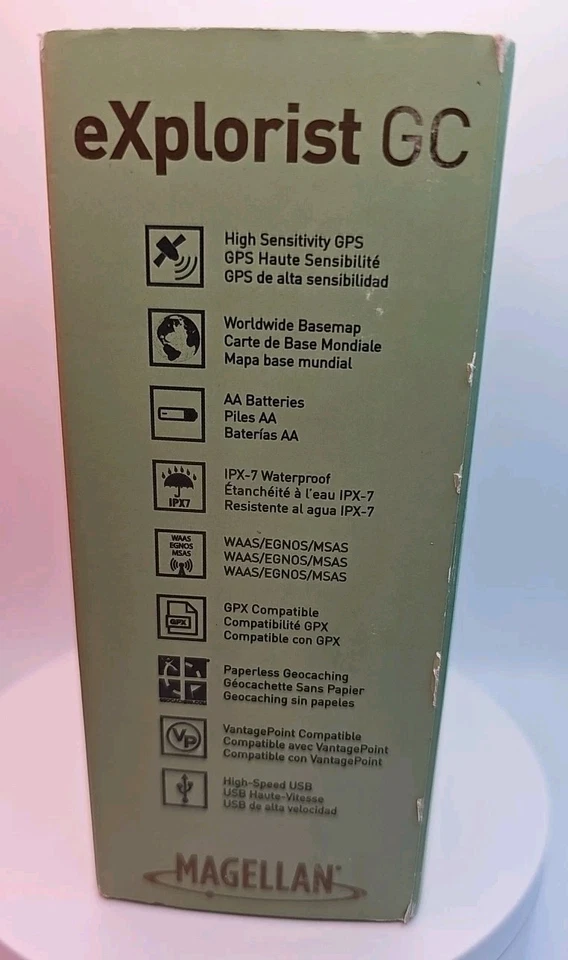 eXplorist GC
High Sensitivity GPS
GPS Haute Sensibilité
GPS de alta sensibilidad
Worldwide Basemap
Carte de Base Mondiale
Mapa base mundial
AA Batteries
Piles AA
Baterías AA
IPX7
IPX-7 Waterproof
Étanchéité à l'eau IPX-7
Resistente al agua IPX-7
WAAS
EGNOS
MSAS
WAAS/EGNOS/MSAS
WAAS/EGNOS/MSAS
WAAS/EGNOS/MSAS
GPX
GPX Compatible
Compatibilité GPX
Compatible con GPX
GEOCACHING.COM
Paperless Geocaching
Géocachette Sans Papier
Geocaching sin papeles
VP
VantagePoint Compatible
Compatible avec VantagePoint
Compatible con VantagePoint
High-Speed USB
USB Haute-Vitesse
USB de alta velocidad
MAGELLAN